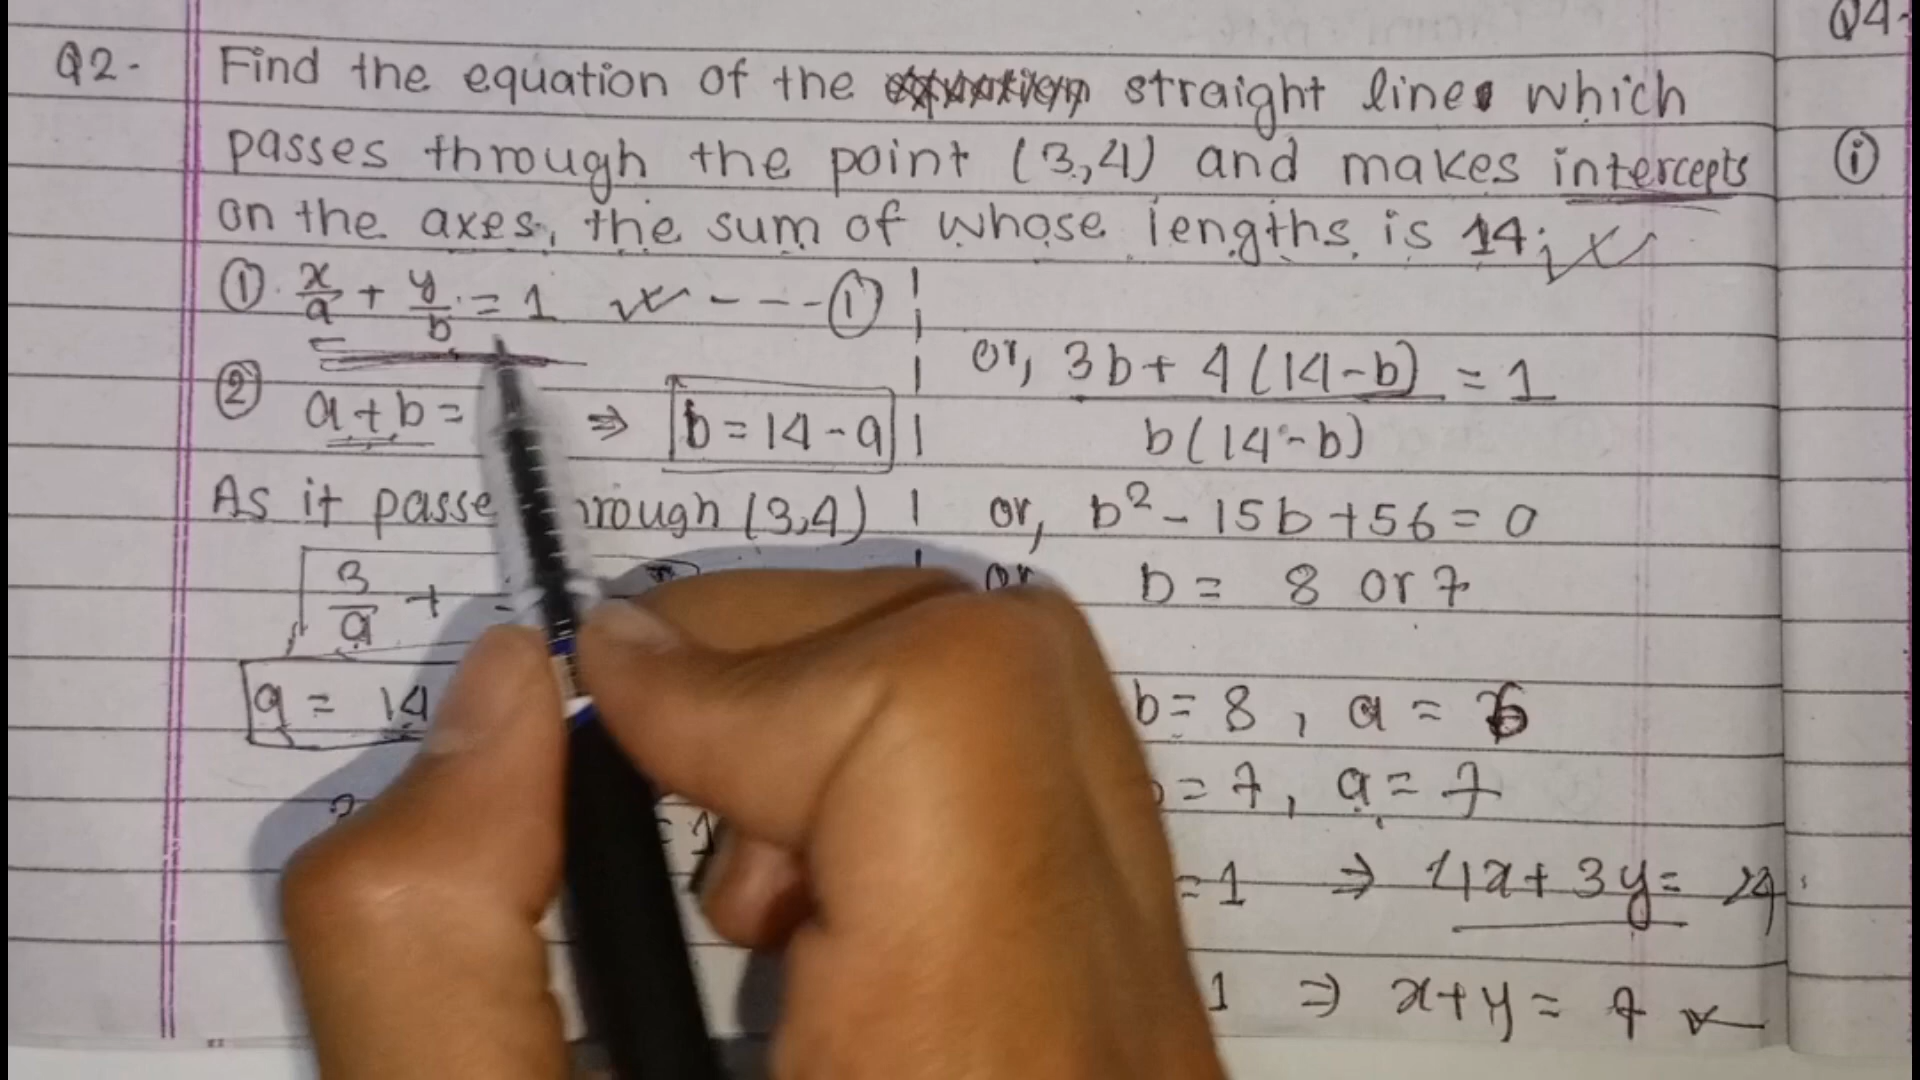 Q4.
Q2- Find the equation of the straight line which
passes through the point (3,4) and makes intercepts
on the axes, the sum of whose lengths is 14.
① x/a + y/b = 1 ---- ①
② a+b= ⇒ b = 14-a
As it passe rough (3,4)
3/a +
a = 14
or, 3b + 4(14-b) / b(14-b) = 1
or, b² - 15b + 56 = 0
or b = 8 or 7
b = 8, a = 6
= 7, a = 7
=1 ⇒ 4x + 3y = 24
1 ⇒ x+y = 7
ⓘ